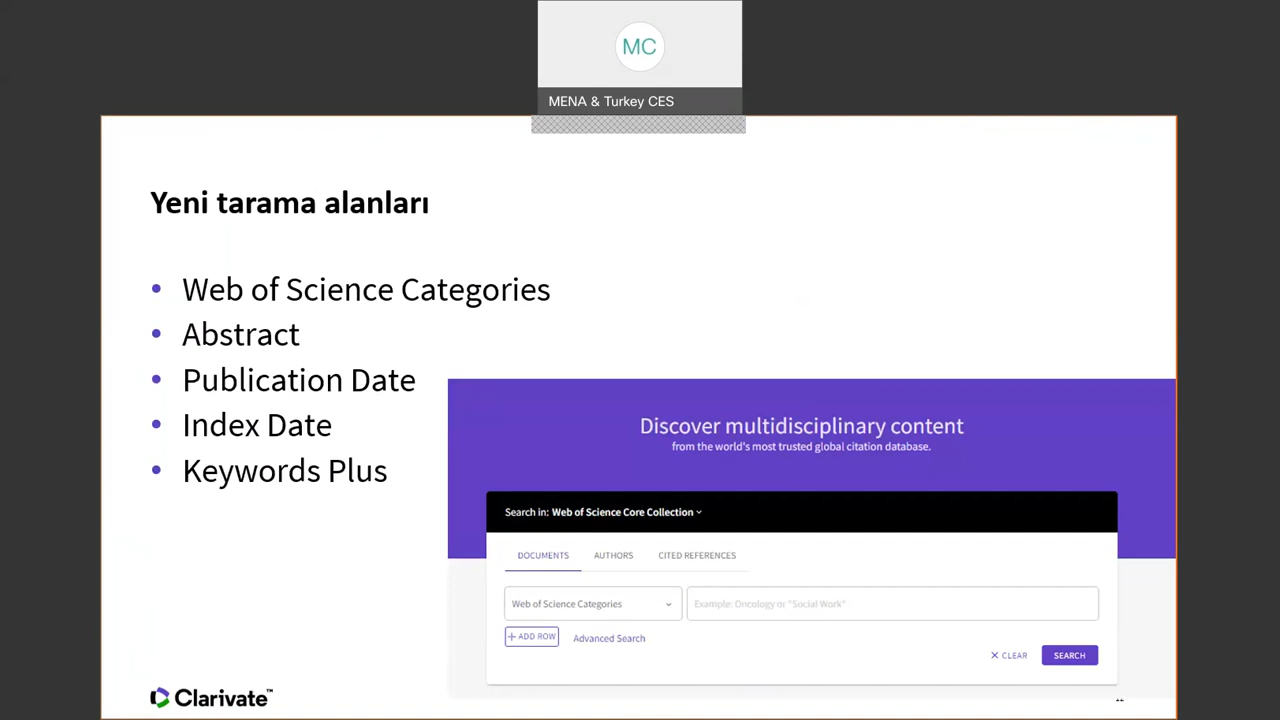 MC
MENA & Turkey CES
Yeni tarama alanları
• Web of Science Categories
• Abstract
• Publication Date
• Index Date
• Keywords Plus
Discover multidisciplinary content
from the world's most trusted global citation database.
Search in: Web of Science Core Collection
DOCUMENTS AUTHORS CITED REFERENCES
Web of Science Categories Example: Oncology or "Social Work"
+ ADD ROW Advanced Search
× CLEAR SEARCH
Clarivate™